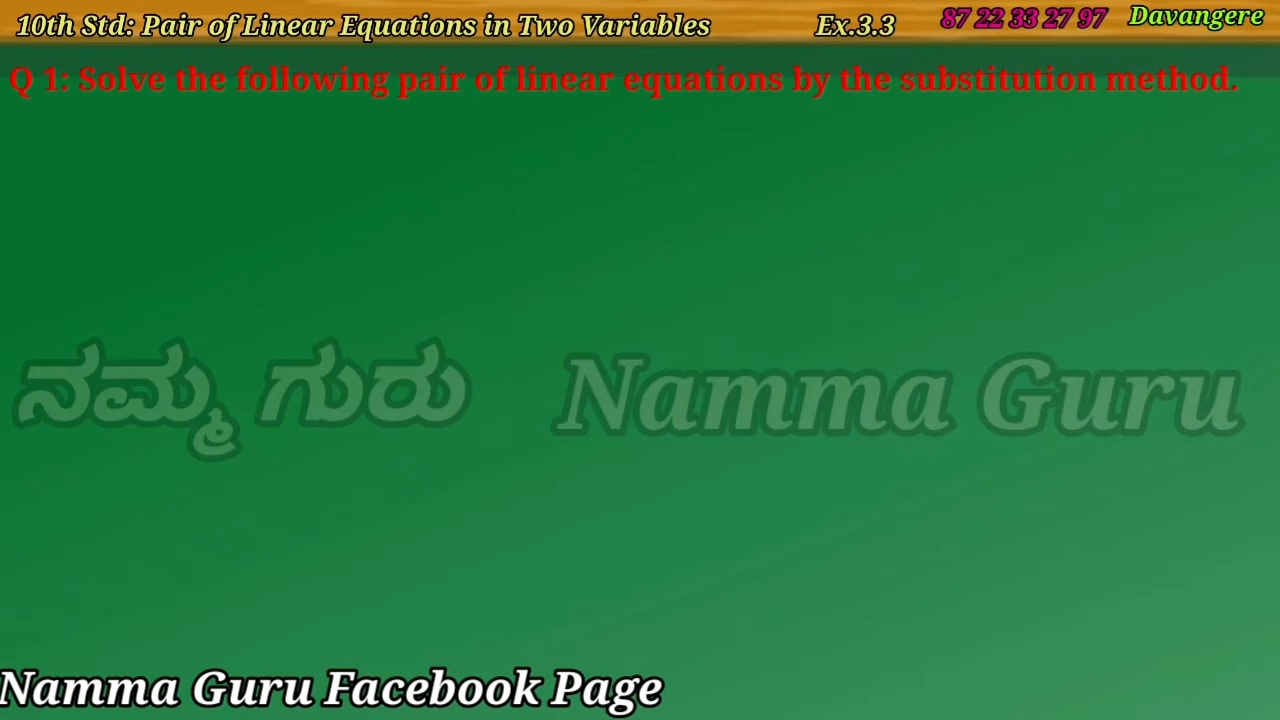 10th Std: Pair of Linear Equations in Two Variables Ex.3.3 87 22 33 27 97 Davangere
Q 1: Solve the following pair of linear equations by the substitution method.
ನಮ್ಮ ಗುರು Namma Guru
Namma Guru Facebook Page